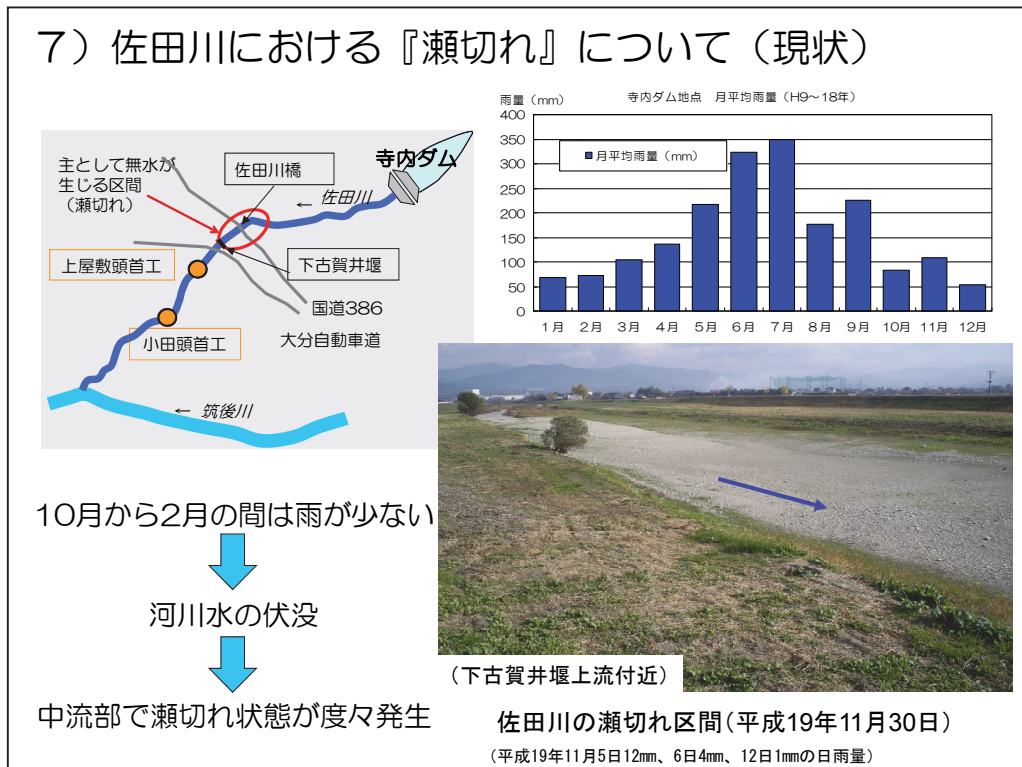 ７）佐田川における『瀬切れ』について（現状）
主として無水が
生じる区間
（瀬切れ）
佐田川橋
寺内ダム
← 佐田川
上屋敷頭首工
下古賀井堰
国道386
小田頭首工
大分自動車道
← 筑後川
雨量（mm）
寺内ダム地点 月平均雨量（H9～18年）
■月平均雨量（mm）
400
350
300
250
200
150
100
50
0
1月 2月 3月 4月 5月 6月 7月 8月 9月 10月 11月 12月
10月から2月の間は雨が少ない
河川水の伏没
中流部で瀬切れ状態が度々発生
（下古賀井堰上流付近）
佐田川の瀬切れ区間（平成19年11月30日）
（平成19年11月5日12mm、6日4mm、12日1mmの日雨量）